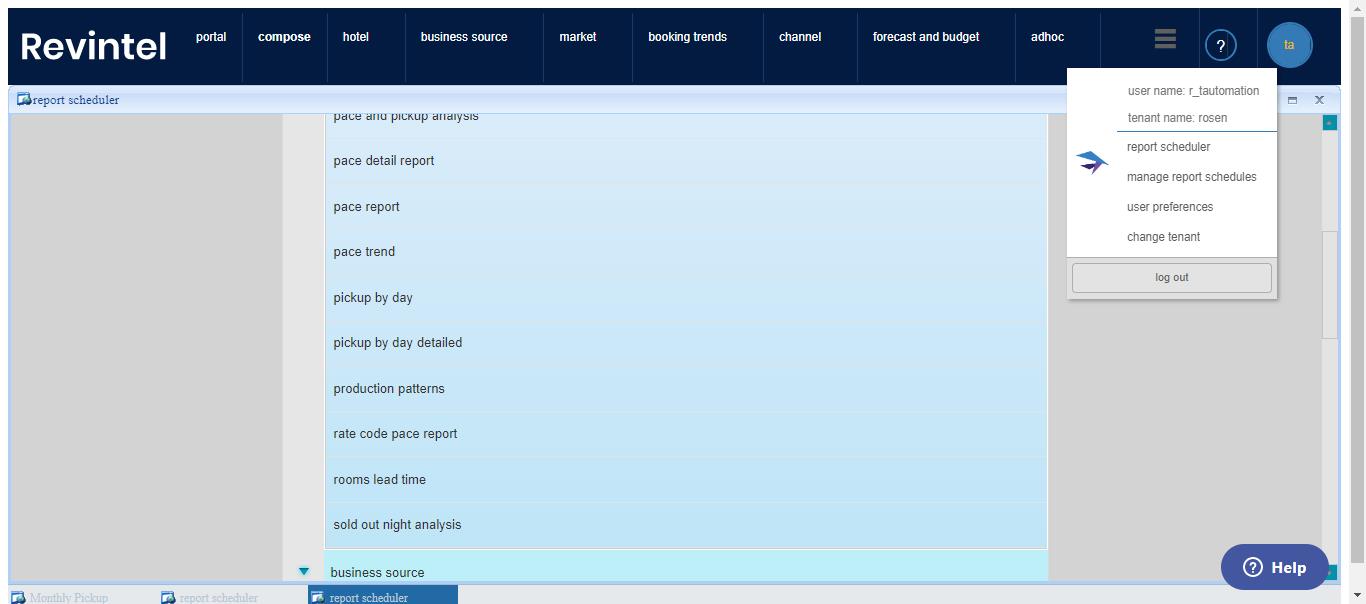 Revintel
portal
compose
hotel
business source
market
booking trends
channel
forecast and budget
adhoc
?
ta
report scheduler
user name: r_tautomation
tenant name: rosen
report scheduler
manage report schedules
user preferences
change tenant
log out
pace and pickup analysis
pace detail report
pace report
pace trend
pickup by day
pickup by day detailed
production patterns
rate code pace report
rooms lead time
sold out night analysis
business source
? Help
Monthly Pickup
report scheduler
report scheduler